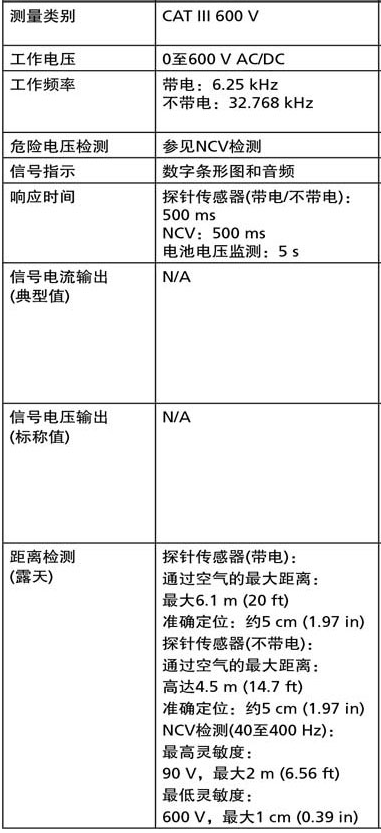 测量类别 CAT III 600 V
工作电压 0至600 V AC/DC
工作频率 带电：6.25 kHz
不带电：32.768 kHz
危险电压检测 参见NCV检测
信号指示 数字条形图和音频
响应时间 探针传感器(带电/不带电)：
500 ms
NCV：500 ms
电池电压监测：5 s
信号电流输出 N/A
(典型值)
信号电压输出 N/A
(标称值)
距离检测 探针传感器(带电)：
(露天) 通过空气的最大距离：
最大6.1 m (20 ft)
准确定位：约5 cm (1.97 in)
探针传感器(不带电)：
通过空气的最大距离：
高达4.5 m (14.7 ft)
准确定位：约5 cm (1.97 in)
NCV检测(40至400 Hz)：
最高灵敏度：
90 V，最大2 m (6.56 ft)
最低灵敏度：
600 V，最大1 cm (0.39 in)